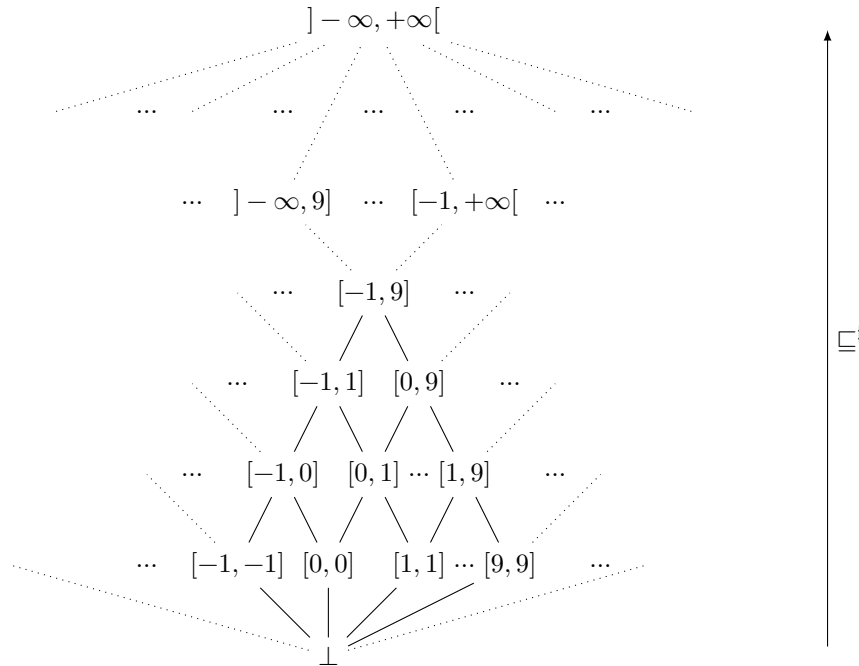 ] − ∞, +∞[
... ... ... ... ...
... ] − ∞, 9] ... [−1, +∞[ ...
... [−1, 9] ...
... [−1, 1] [0, 9] ...
... [−1, 0] [0, 1] ... [1, 9] ...
... [−1, −1] [0, 0] [1, 1] ... [9, 9] ...
⊥
⊑